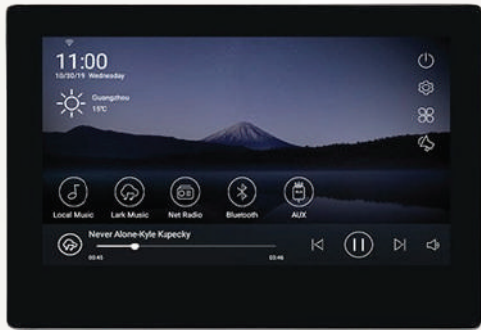 11:00
10/30/19 Wednesday
Guangzhou
15℃
Local Music
Lark Music
Net Radio
Bluetooth
AUX
Never Alone-Kyle Kupecky
00:45
03:46